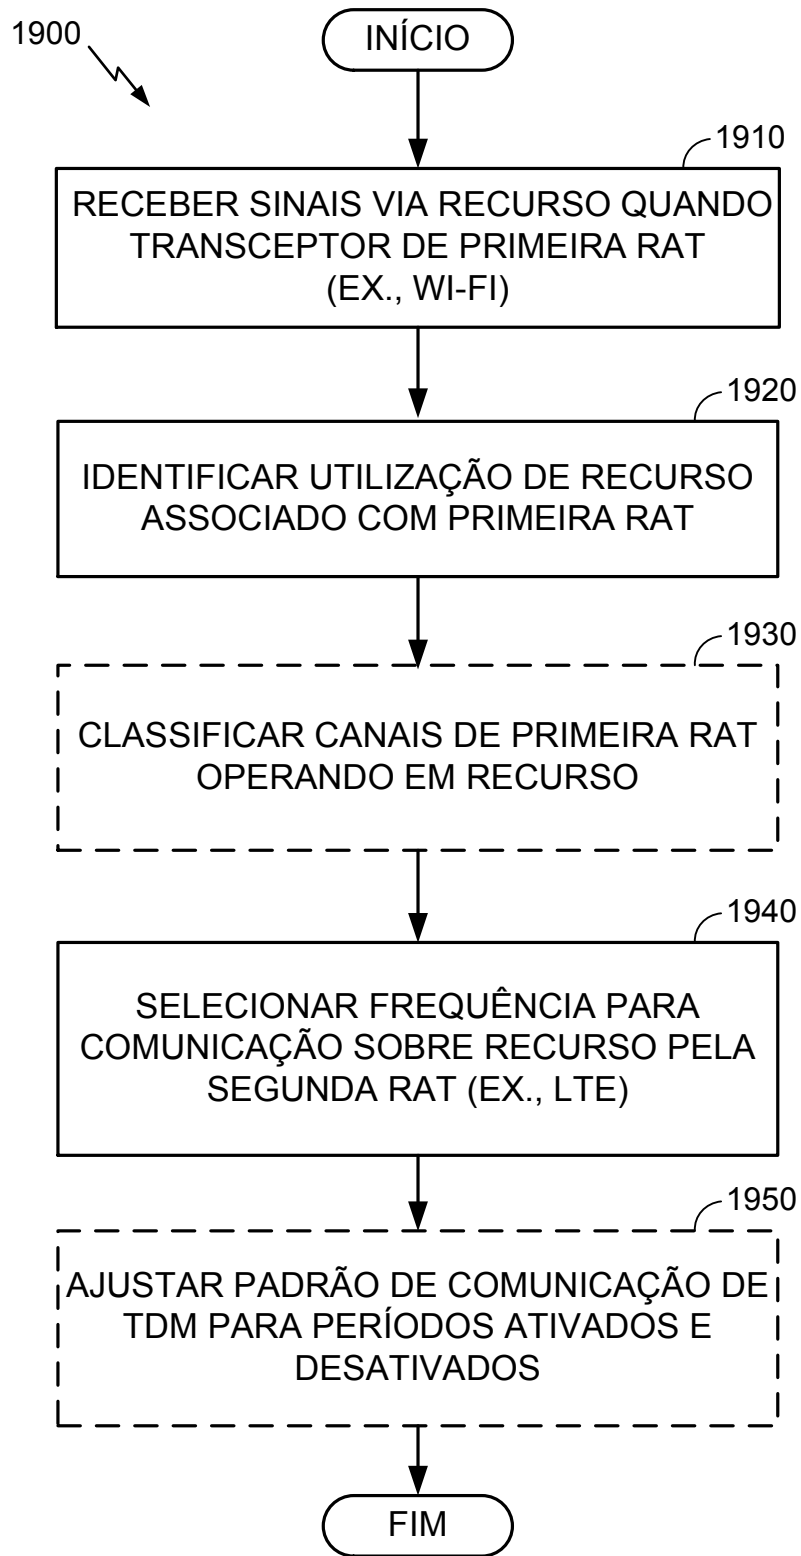 1900
INÍCIO
1910
RECEBER SINAIS VIA RECURSO QUANDO
TRANSCEPTOR DE PRIMEIRA RAT
(EX., WI-FI)
1920
IDENTIFICAR UTILIZAÇÃO DE RECURSO
ASSOCIADO COM PRIMEIRA RAT
1930
CLASSIFICAR CANAIS DE PRIMEIRA RAT
OPERANDO EM RECURSO
1940
SELECIONAR FREQUÊNCIA PARA
COMUNICAÇÃO SOBRE RECURSO PELA
SEGUNDA RAT (EX., LTE)
1950
AJUSTAR PADRÃO DE COMUNICAÇÃO DE
TDM PARA PERÍODOS ATIVADOS E
DESATIVADOS
FIM